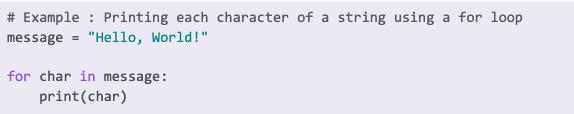 # Example : Printing each character of a string using a for loop
message = "Hello, World!"
for char in message:
    print(char)